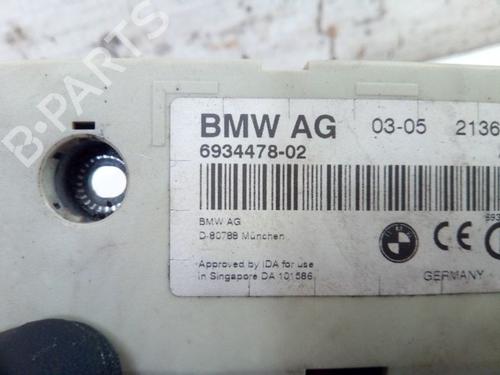 BMW AG 03-05 2136
6934478-02
BMW AG
D-80788 München
Approved by IDA for use
in Singapore DA 101586
693
CE
GERMANY
B-PARTS